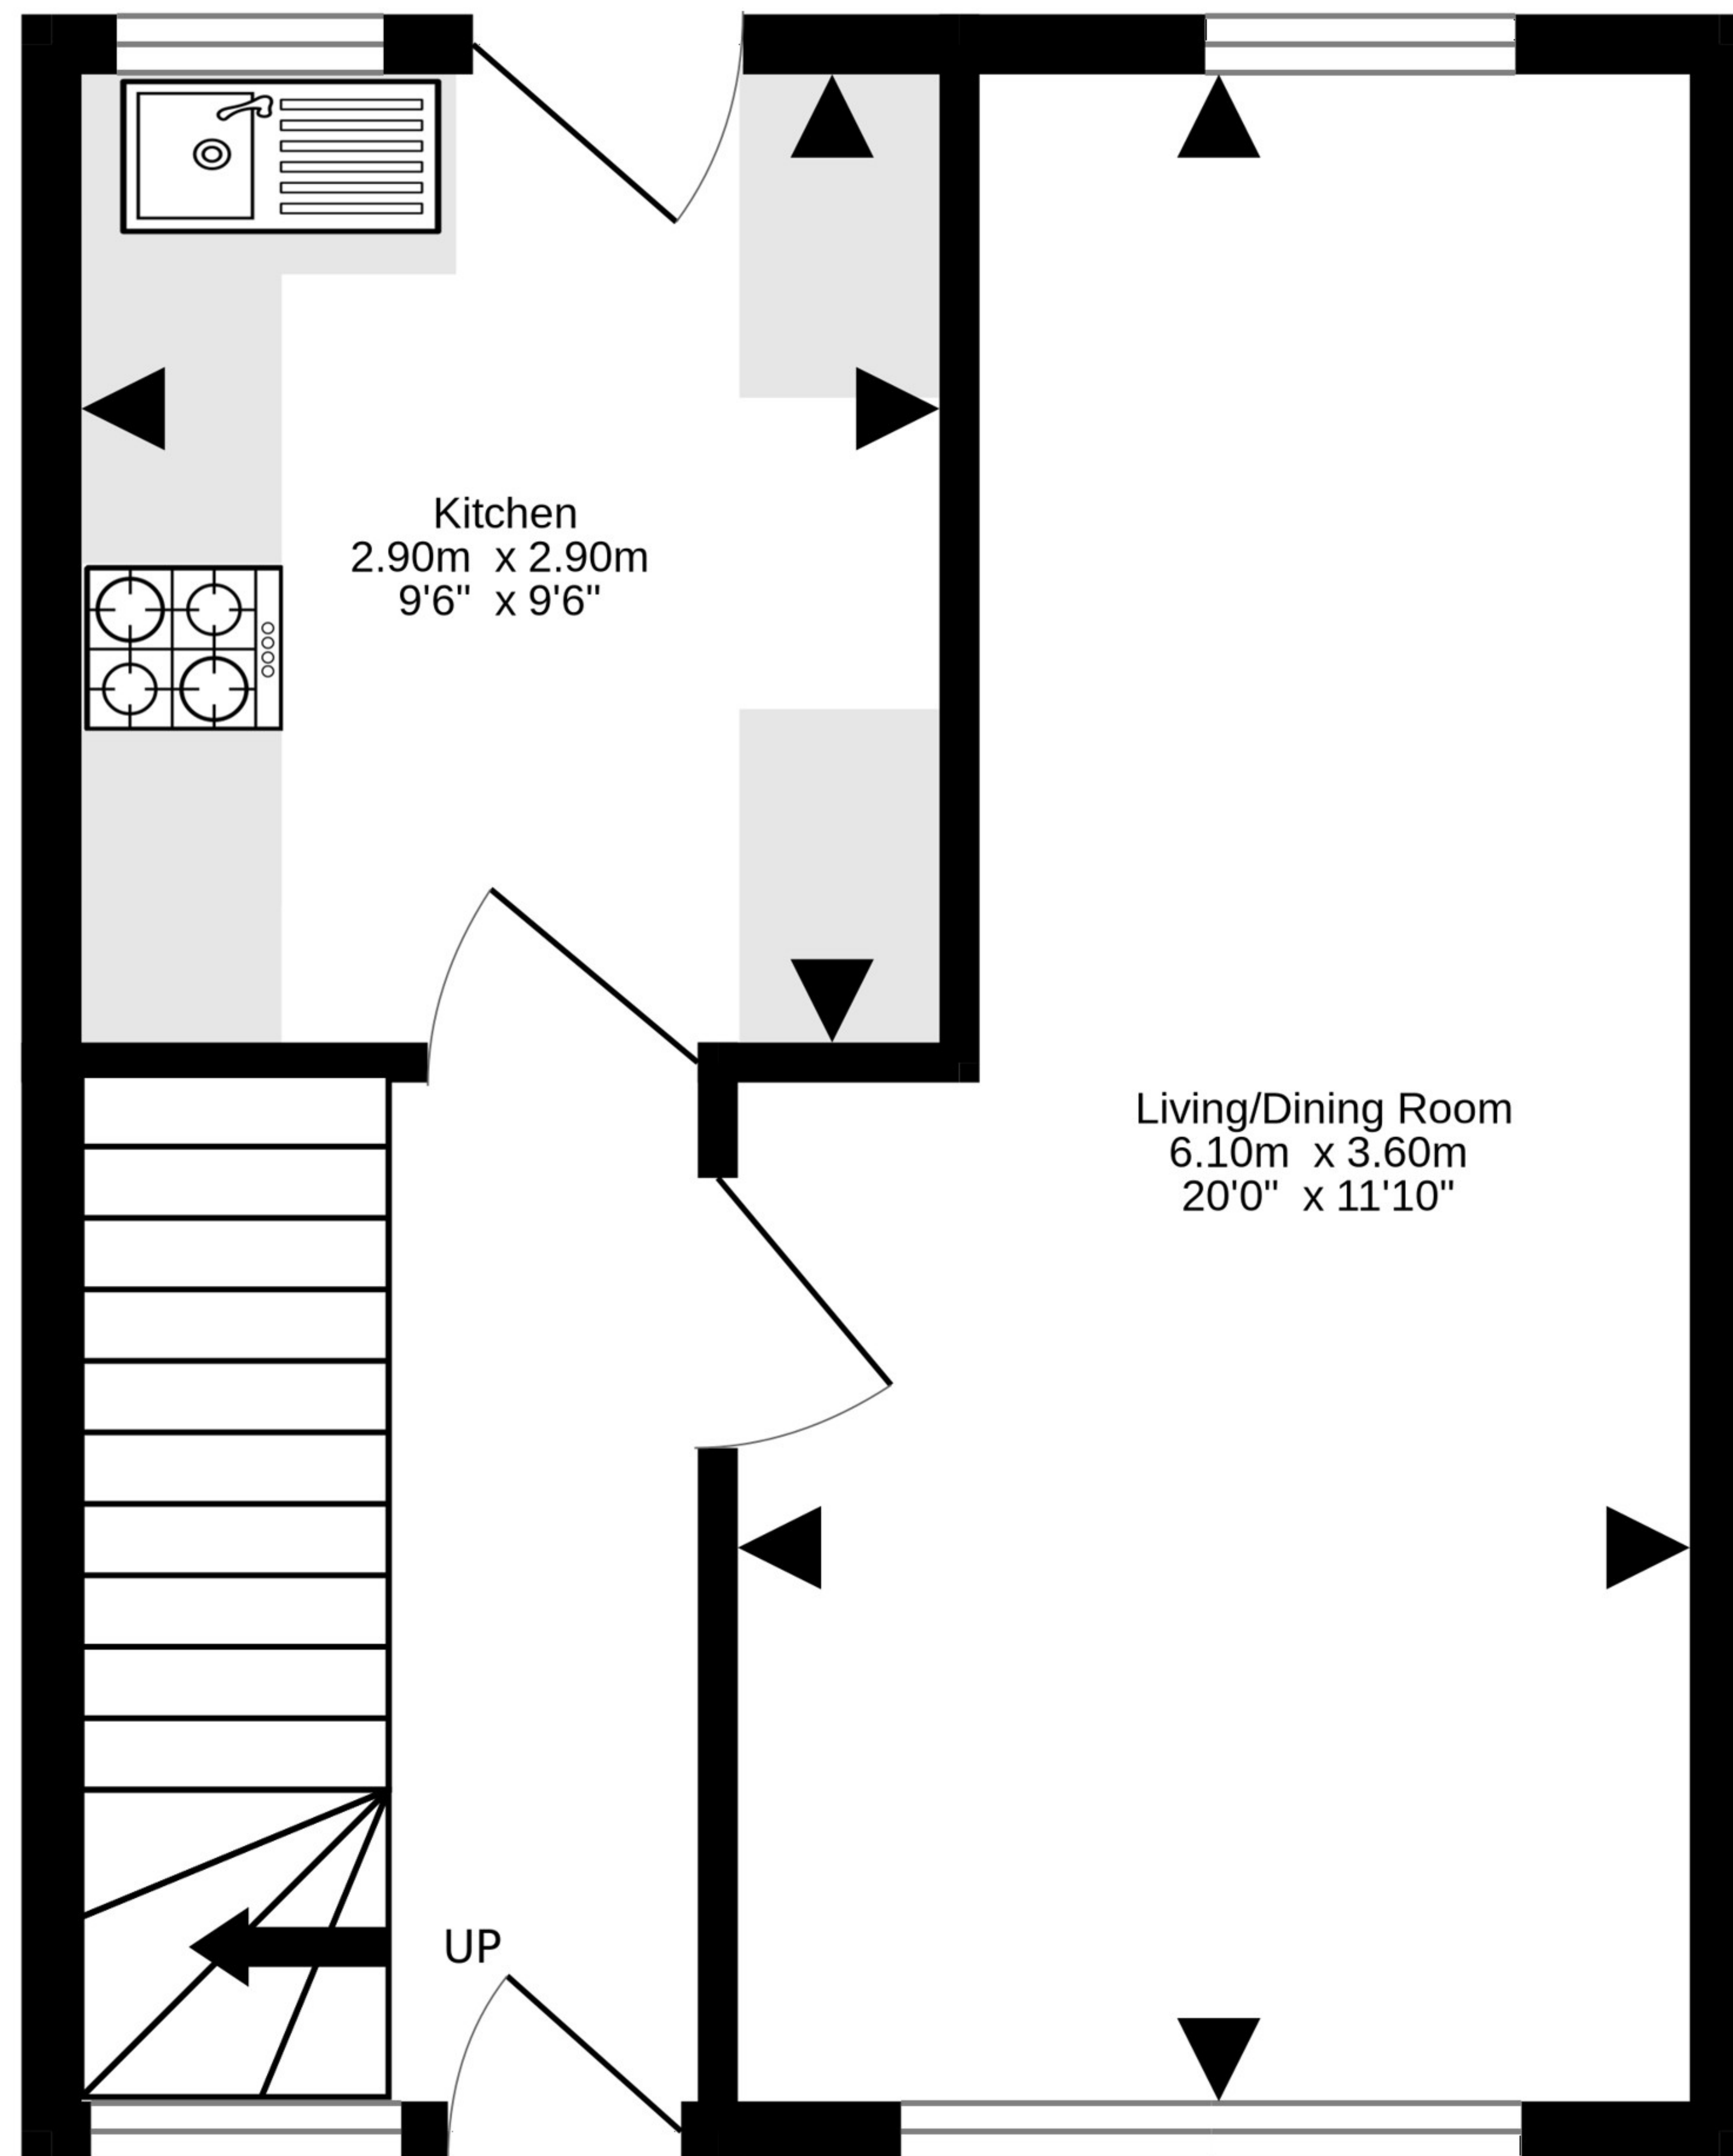 Kitchen
2.90m x 2.90m
9'6" x 9'6"
Living/Dining Room
6.10m x 3.60m
20'0" x 11'10"
UP